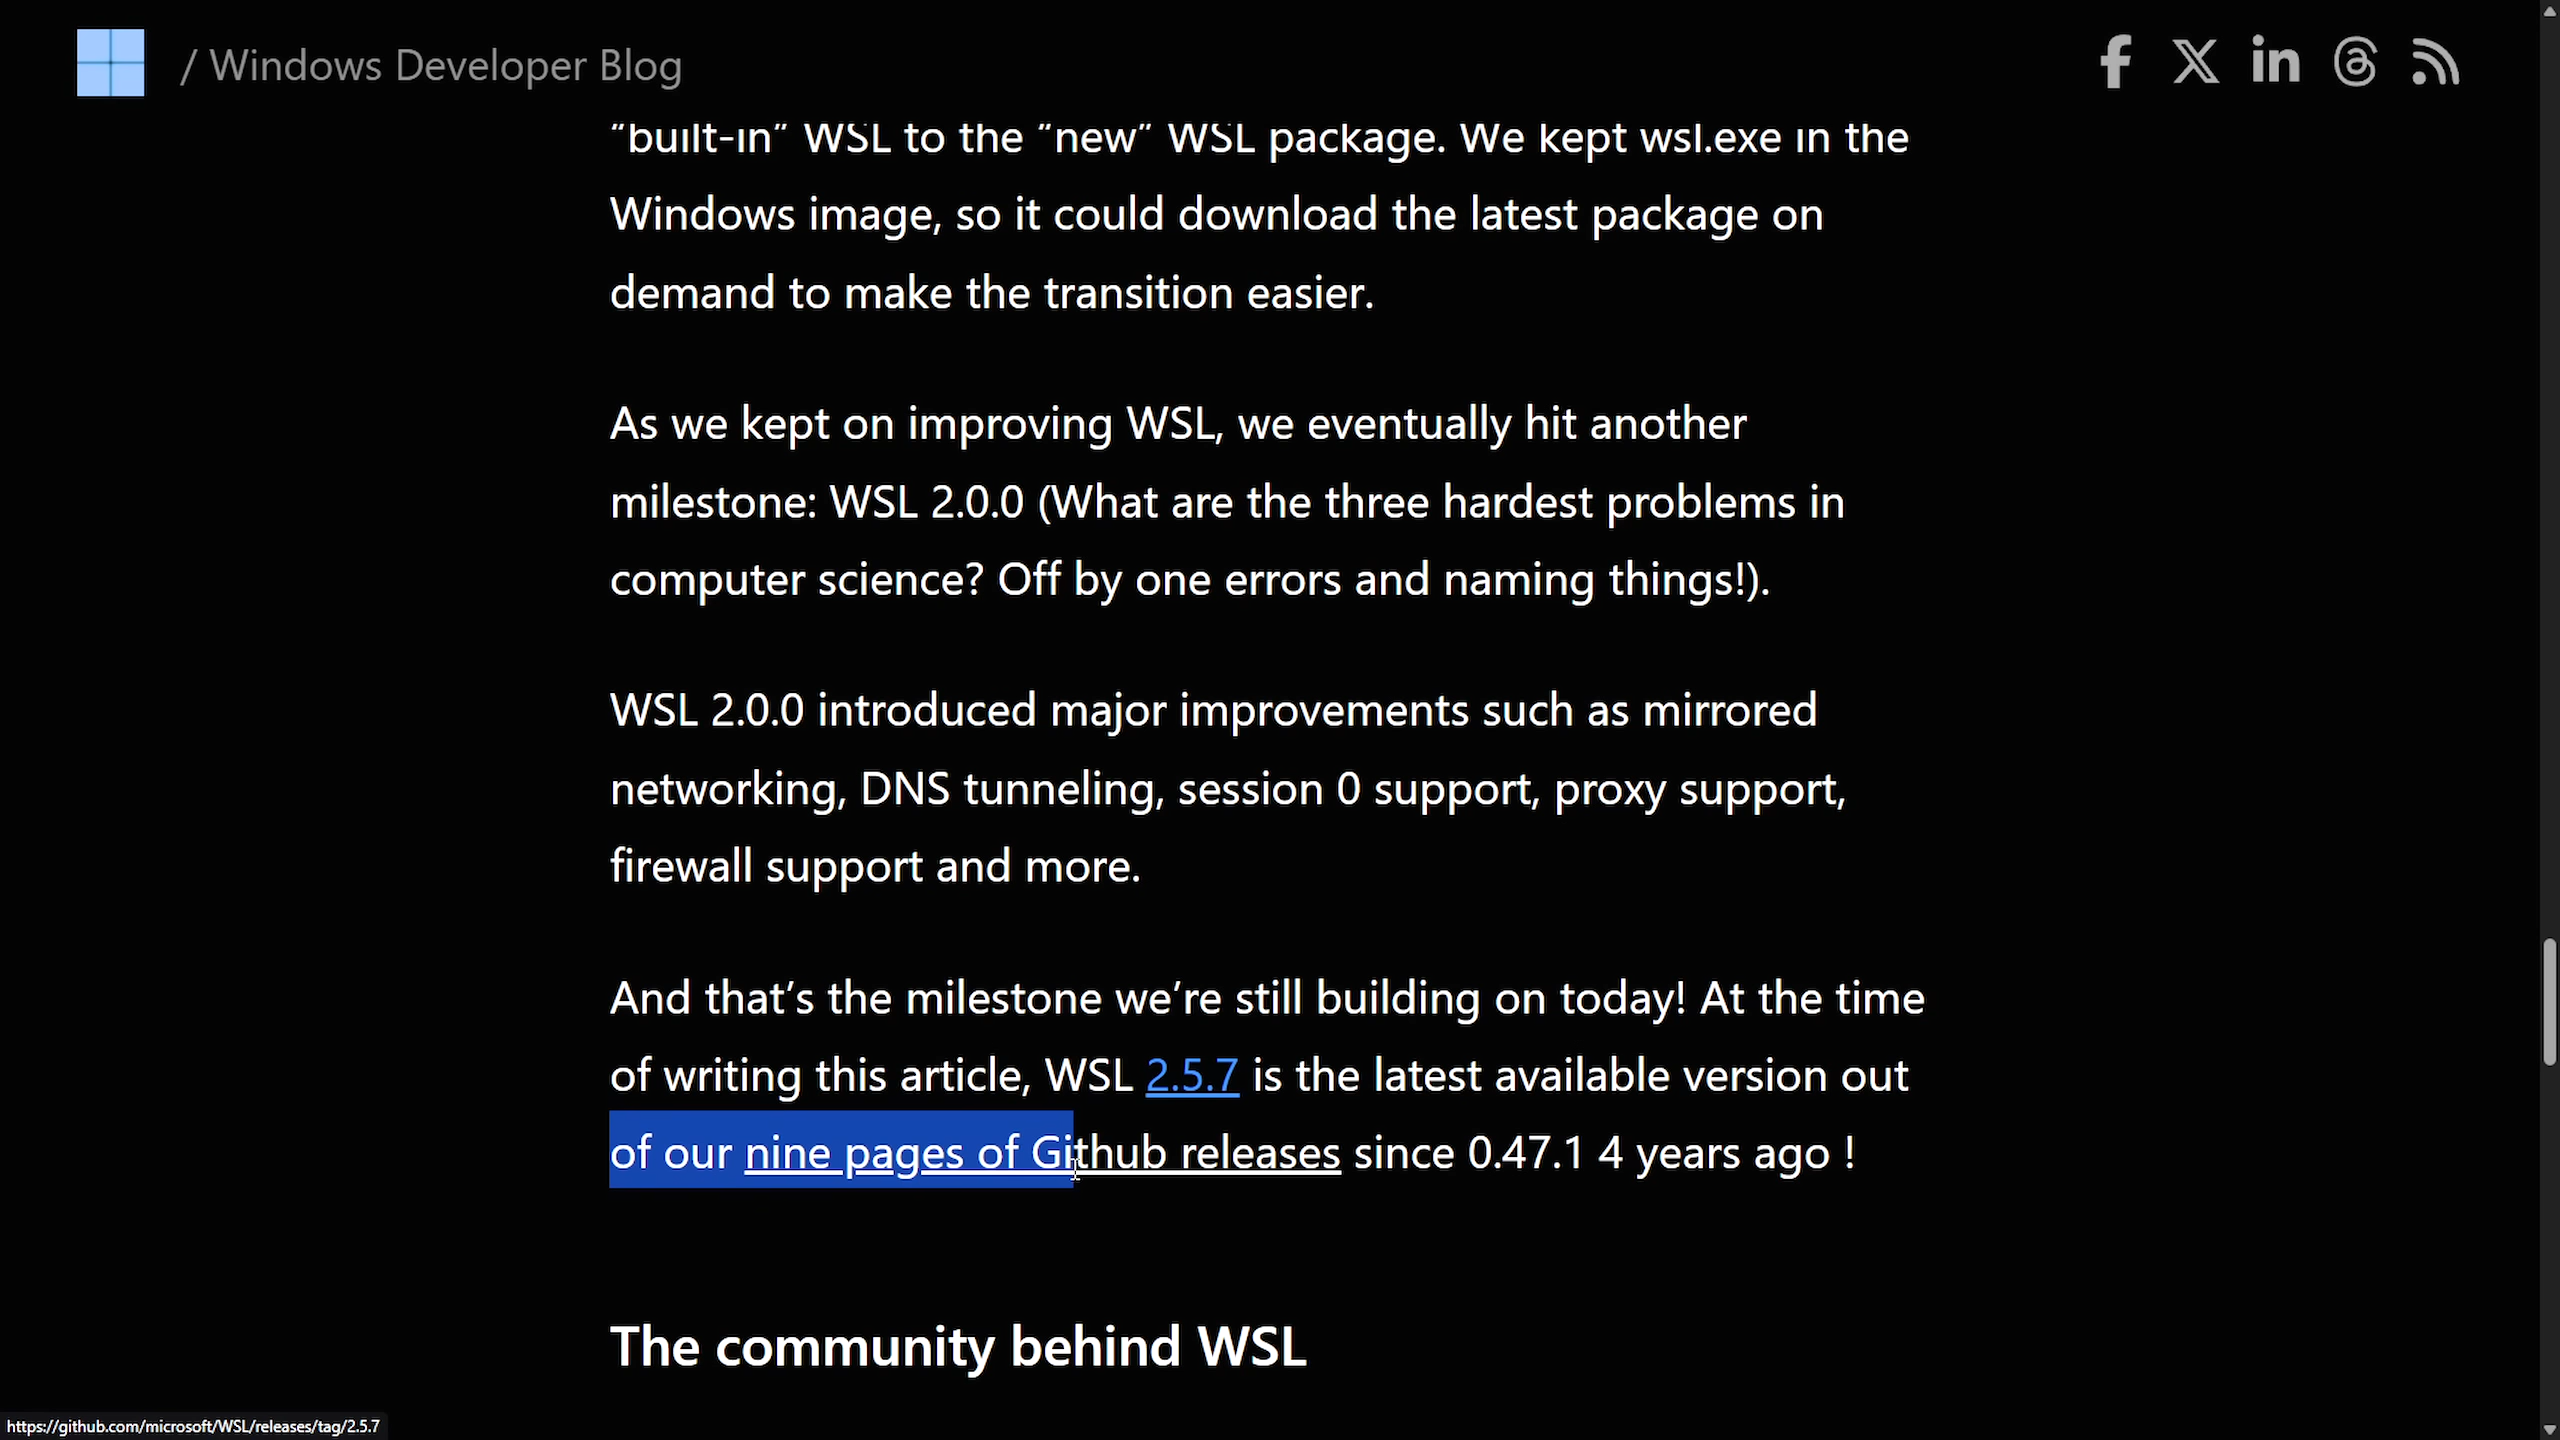 / Windows Developer Blog
“built-in” WSL to the “new” WSL package. We kept wsl.exe in the
Windows image, so it could download the latest package on
demand to make the transition easier.
As we kept on improving WSL, we eventually hit another
milestone: WSL 2.0.0 (What are the three hardest problems in
computer science? Off by one errors and naming things!).
WSL 2.0.0 introduced major improvements such as mirrored
networking, DNS tunneling, session 0 support, proxy support,
firewall support and more.
And that’s the milestone we’re still building on today! At the time
of writing this article, WSL 2.5.7 is the latest available version out
of our nine pages of Github releases since 0.47.1 4 years ago !
The community behind WSL
https://github.com/microsoft/WSL/releases/tag/2.5.7